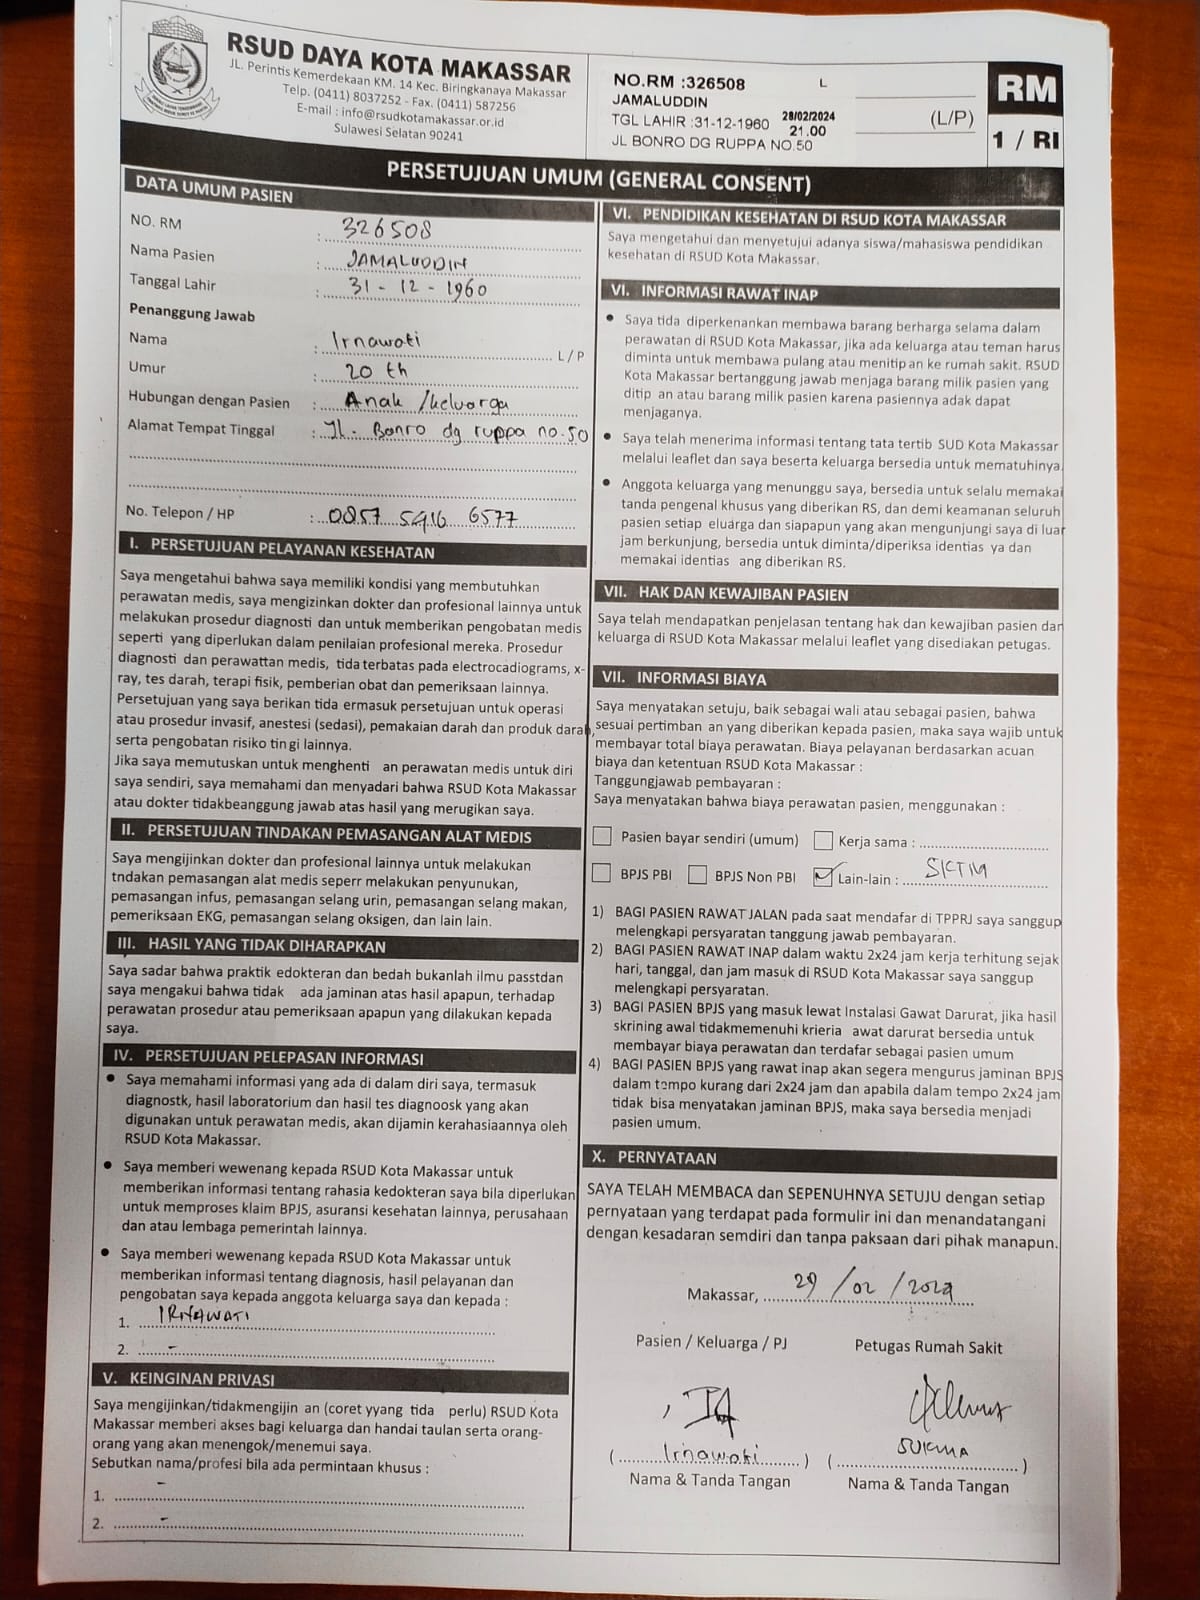 RSUD DAYA KOTA MAKASSAR
JL. Perintis Kemerdekaan KM. 14 Kec. Biringkanaya Makassar
Telp. (0411) 8037252 - Fax. (0411) 587256
E-mail : info@rsudkotamakassar.or.id
Sulawesi Selatan 90241
NO.RM :326508 L
JAMALUDDIN
TGL LAHIR :31-12-1960 28/02/2024 21.00
JL BONRO DG RUPPA NO.50
(L/P)
RM
1 / RI
PERSETUJUAN UMUM (GENERAL CONSENT)
DATA UMUM PASIEN
NO. RM : 326508
Nama Pasien : JAMALUDDIN
Tanggal Lahir : 31 - 12 - 1960
Penanggung Jawab
Nama : Irnawati L / P
Umur : 20 th
Hubungan dengan Pasien : Anak /keluarga
Alamat Tempat Tinggal : Jl. Bonro dg ruppa no.50
No. Telepon / HP : 0857 5416 6577
I. PERSETUJUAN PELAYANAN KESEHATAN
Saya mengetahui bahwa saya memiliki kondisi yang membutuhkan
perawatan medis, saya mengizinkan dokter dan profesional lainnya untuk
melakukan prosedur diagnosti dan untuk memberikan pengobatan medis
seperti yang diperlukan dalam penilaian profesional mereka. Prosedur
diagnosti dan perawattan medis, tida terbatas pada electrocadiograms, x-
ray, tes darah, terapi fisik, pemberian obat dan pemeriksaan lainnya.
Persetujuan yang saya berikan tida ermasuk persetujuan untuk operasi
atau prosedur invasif, anestesi (sedasi), pemakaian darah dan produk darah,
serta pengobatan risiko tin gi lainnya.
Jika saya memutuskan untuk menghenti an perawatan medis untuk diri
saya sendiri, saya memahami dan menyadari bahwa RSUD Kota Makassar
atau dokter tidakbeanggung jawab atas hasil yang merugikan saya.
II. PERSETUJUAN TINDAKAN PEMASANGAN ALAT MEDIS
Saya mengijinkan dokter dan profesional lainnya untuk melakukan
tndakan pemasangan alat medis seperr melakukan penyunukan,
pemasangan infus, pemasangan selang urin, pemasangan selang makan,
pemeriksaan EKG, pemasangan selang oksigen, dan lain lain.
III. HASIL YANG TIDAK DIHARAPKAN
Saya sadar bahwa praktik edokteran dan bedah bukanlah ilmu passtdan
saya mengakui bahwa tidak ada jaminan atas hasil apapun, terhadap
perawatan prosedur atau pemeriksaan apapun yang dilakukan kepada
saya.
IV. PERSETUJUAN PELEPASAN INFORMASI
• Saya memahami informasi yang ada di dalam diri saya, termasuk
diagnostk, hasil laboratorium dan hasil tes diagnoosk yang akan
digunakan untuk perawatan medis, akan dijamin kerahasiaannya oleh
RSUD Kota Makassar.
• Saya memberi wewenang kepada RSUD Kota Makassar untuk
memberikan informasi tentang rahasia kedokteran saya bila diperlukan
untuk memproses klaim BPJS, asuransi kesehatan lainnya, perusahaan
dan atau lembaga pemerintah lainnya.
• Saya memberi wewenang kepada RSUD Kota Makassar untuk
memberikan informasi tentang diagnosis, hasil pelayanan dan
pengobatan saya kepada anggota keluarga saya dan kepada :
1. IRNAWATI
2. -
V. KEINGINAN PRIVASI
Saya mengijinkan/tidakmengijin an (coret yyang tida perlu) RSUD Kota
Makassar memberi akses bagi keluarga dan handai taulan serta orang-
orang yang akan menengok/menemui saya.
Sebutkan nama/profesi bila ada permintaan khusus :
1. -
2. -
VI. PENDIDIKAN KESEHATAN DI RSUD KOTA MAKASSAR
Saya mengetahui dan menyetujui adanya siswa/mahasiswa pendidikan
kesehatan di RSUD Kota Makassar.
VI. INFORMASI RAWAT INAP
• Saya tida diperkenankan membawa barang berharga selama dalam
perawatan di RSUD Kota Makassar, jika ada keluarga atau teman harus
diminta untuk membawa pulang atau menitip an ke rumah sakit. RSUD
Kota Makassar bertanggung jawab menjaga barang milik pasien yang
ditip an atau barang milik pasien karena pasiennya adak dapat
menjaganya.
• Saya telah menerima informasi tentang tata tertib SUD Kota Makassar
melalui leaflet dan saya beserta keluarga bersedia untuk mematuhinya.
• Anggota keluarga yang menunggu saya, bersedia untuk selalu memakai
tanda pengenal khusus yang diberikan RS, dan demi keamanan seluruh
pasien setiap eluarga dan siapapun yang akan mengunjungi saya di luar
jam berkunjung, bersedia untuk diminta/diperiksa identias ya dan
memakai identias ang diberikan RS.
VII. HAK DAN KEWAJIBAN PASIEN
Saya telah mendapatkan penjelasan tentang hak dan kewajiban pasien dan
keluarga di RSUD Kota Makassar melalui leaflet yang disediakan petugas.
VII. INFORMASI BIAYA
Saya menyatakan setuju, baik sebagai wali atau sebagai pasien, bahwa
sesuai pertimban an yang diberikan kepada pasien, maka saya wajib untuk
membayar total biaya perawatan. Biaya pelayanan berdasarkan acuan
biaya dan ketentuan RSUD Kota Makassar :
Tanggungjawab pembayaran :
Saya menyatakan bahwa biaya perawatan pasien, menggunakan :
Pasien bayar sendiri (umum) Kerja sama :
BPJS PBI BPJS Non PBI Lain-lain : SKTM
1) BAGI PASIEN RAWAT JALAN pada saat mendafar di TPPRJ saya sanggup
melengkapi persyaratan tanggung jawab pembayaran.
2) BAGI PASIEN RAWAT INAP dalam waktu 2x24 jam kerja terhitung sejak
hari, tanggal, dan jam masuk di RSUD Kota Makassar saya sanggup
melengkapi persyaratan.
3) BAGI PASIEN BPJS yang masuk lewat Instalasi Gawat Darurat, jika hasil
skrining awal tidakmemenuhi krieria awat darurat bersedia untuk
membayar biaya perawatan dan terdafar sebagai pasien umum
4) BAGI PASIEN BPJS yang rawat inap akan segera mengurus jaminan BPJS
dalam tempo kurang dari 2x24 jam dan apabila dalam tempo 2x24 jam
tidak bisa menyatakan jaminan BPJS, maka saya bersedia menjadi
pasien umum.
X. PERNYATAAN
SAYA TELAH MEMBACA dan SEPENUHNYA SETUJU dengan setiap
pernyataan yang terdapat pada formulir ini dan menandatangani
dengan kesadaran semdiri dan tanpa paksaan dari pihak manapun.
Makassar, 29 / 02 / 2024
Pasien / Keluarga / PJ Petugas Rumah Sakit
( Irnawati ) ( SUKMA )
Nama & Tanda Tangan Nama & Tanda Tangan